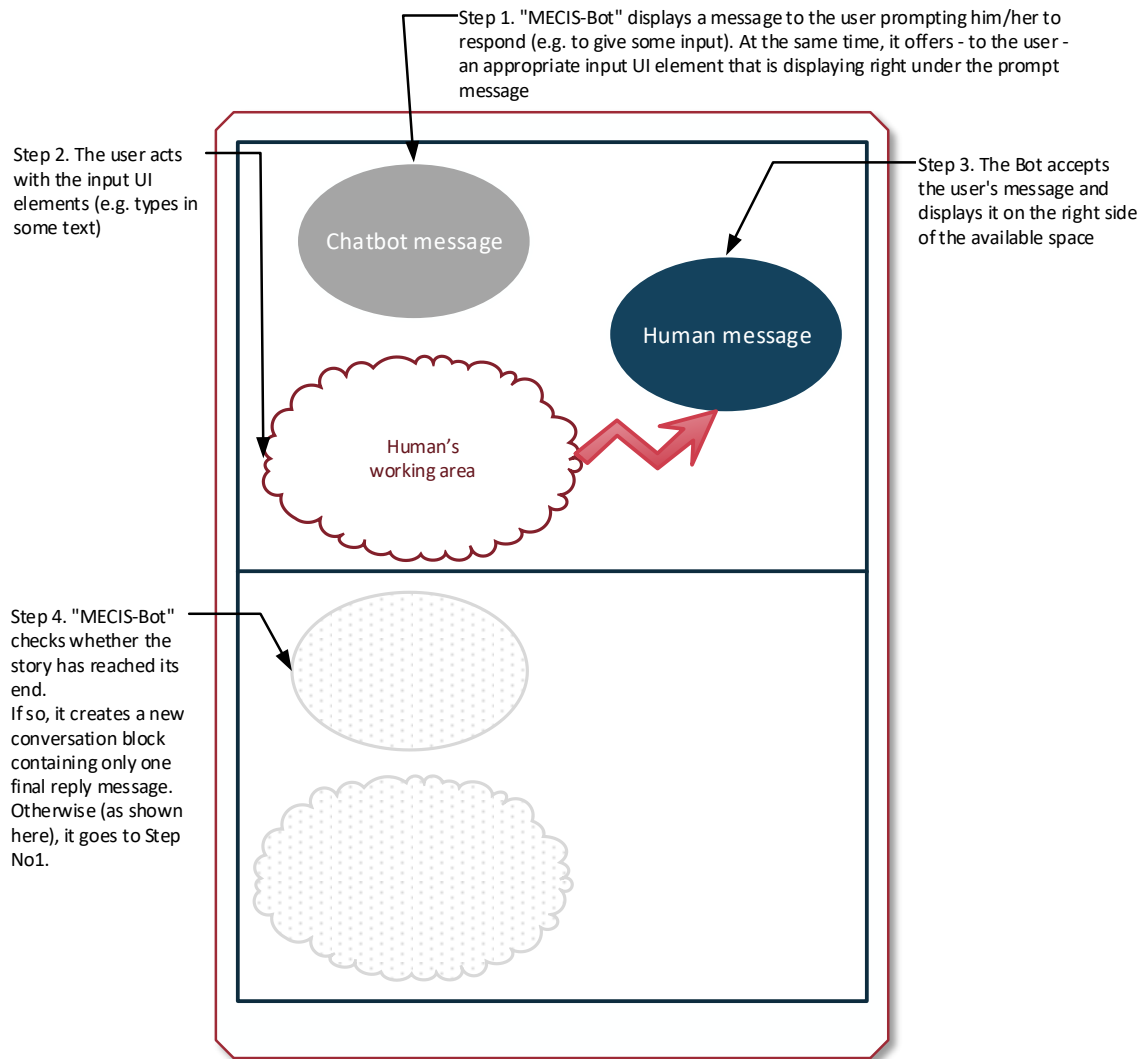 Step 1. "MECIS-Bot" displays a message to the user prompting him/her to
respond (e.g. to give some input). At the same time, it offers - to the user -
an appropriate input UI element that is displaying right under the prompt
message
Step 2. The user acts
with the input UI
elements (e.g. types in
some text)
Step 3. The Bot accepts
the user's message and
displays it on the right side
of the available space
Chatbot message
Human message
Human’s
working area
Step 4. "MECIS-Bot"
checks whether the
story has reached its
end.
If so, it creates a new
conversation block
containing only one
final reply message.
Otherwise (as shown
here), it goes to Step
No1.